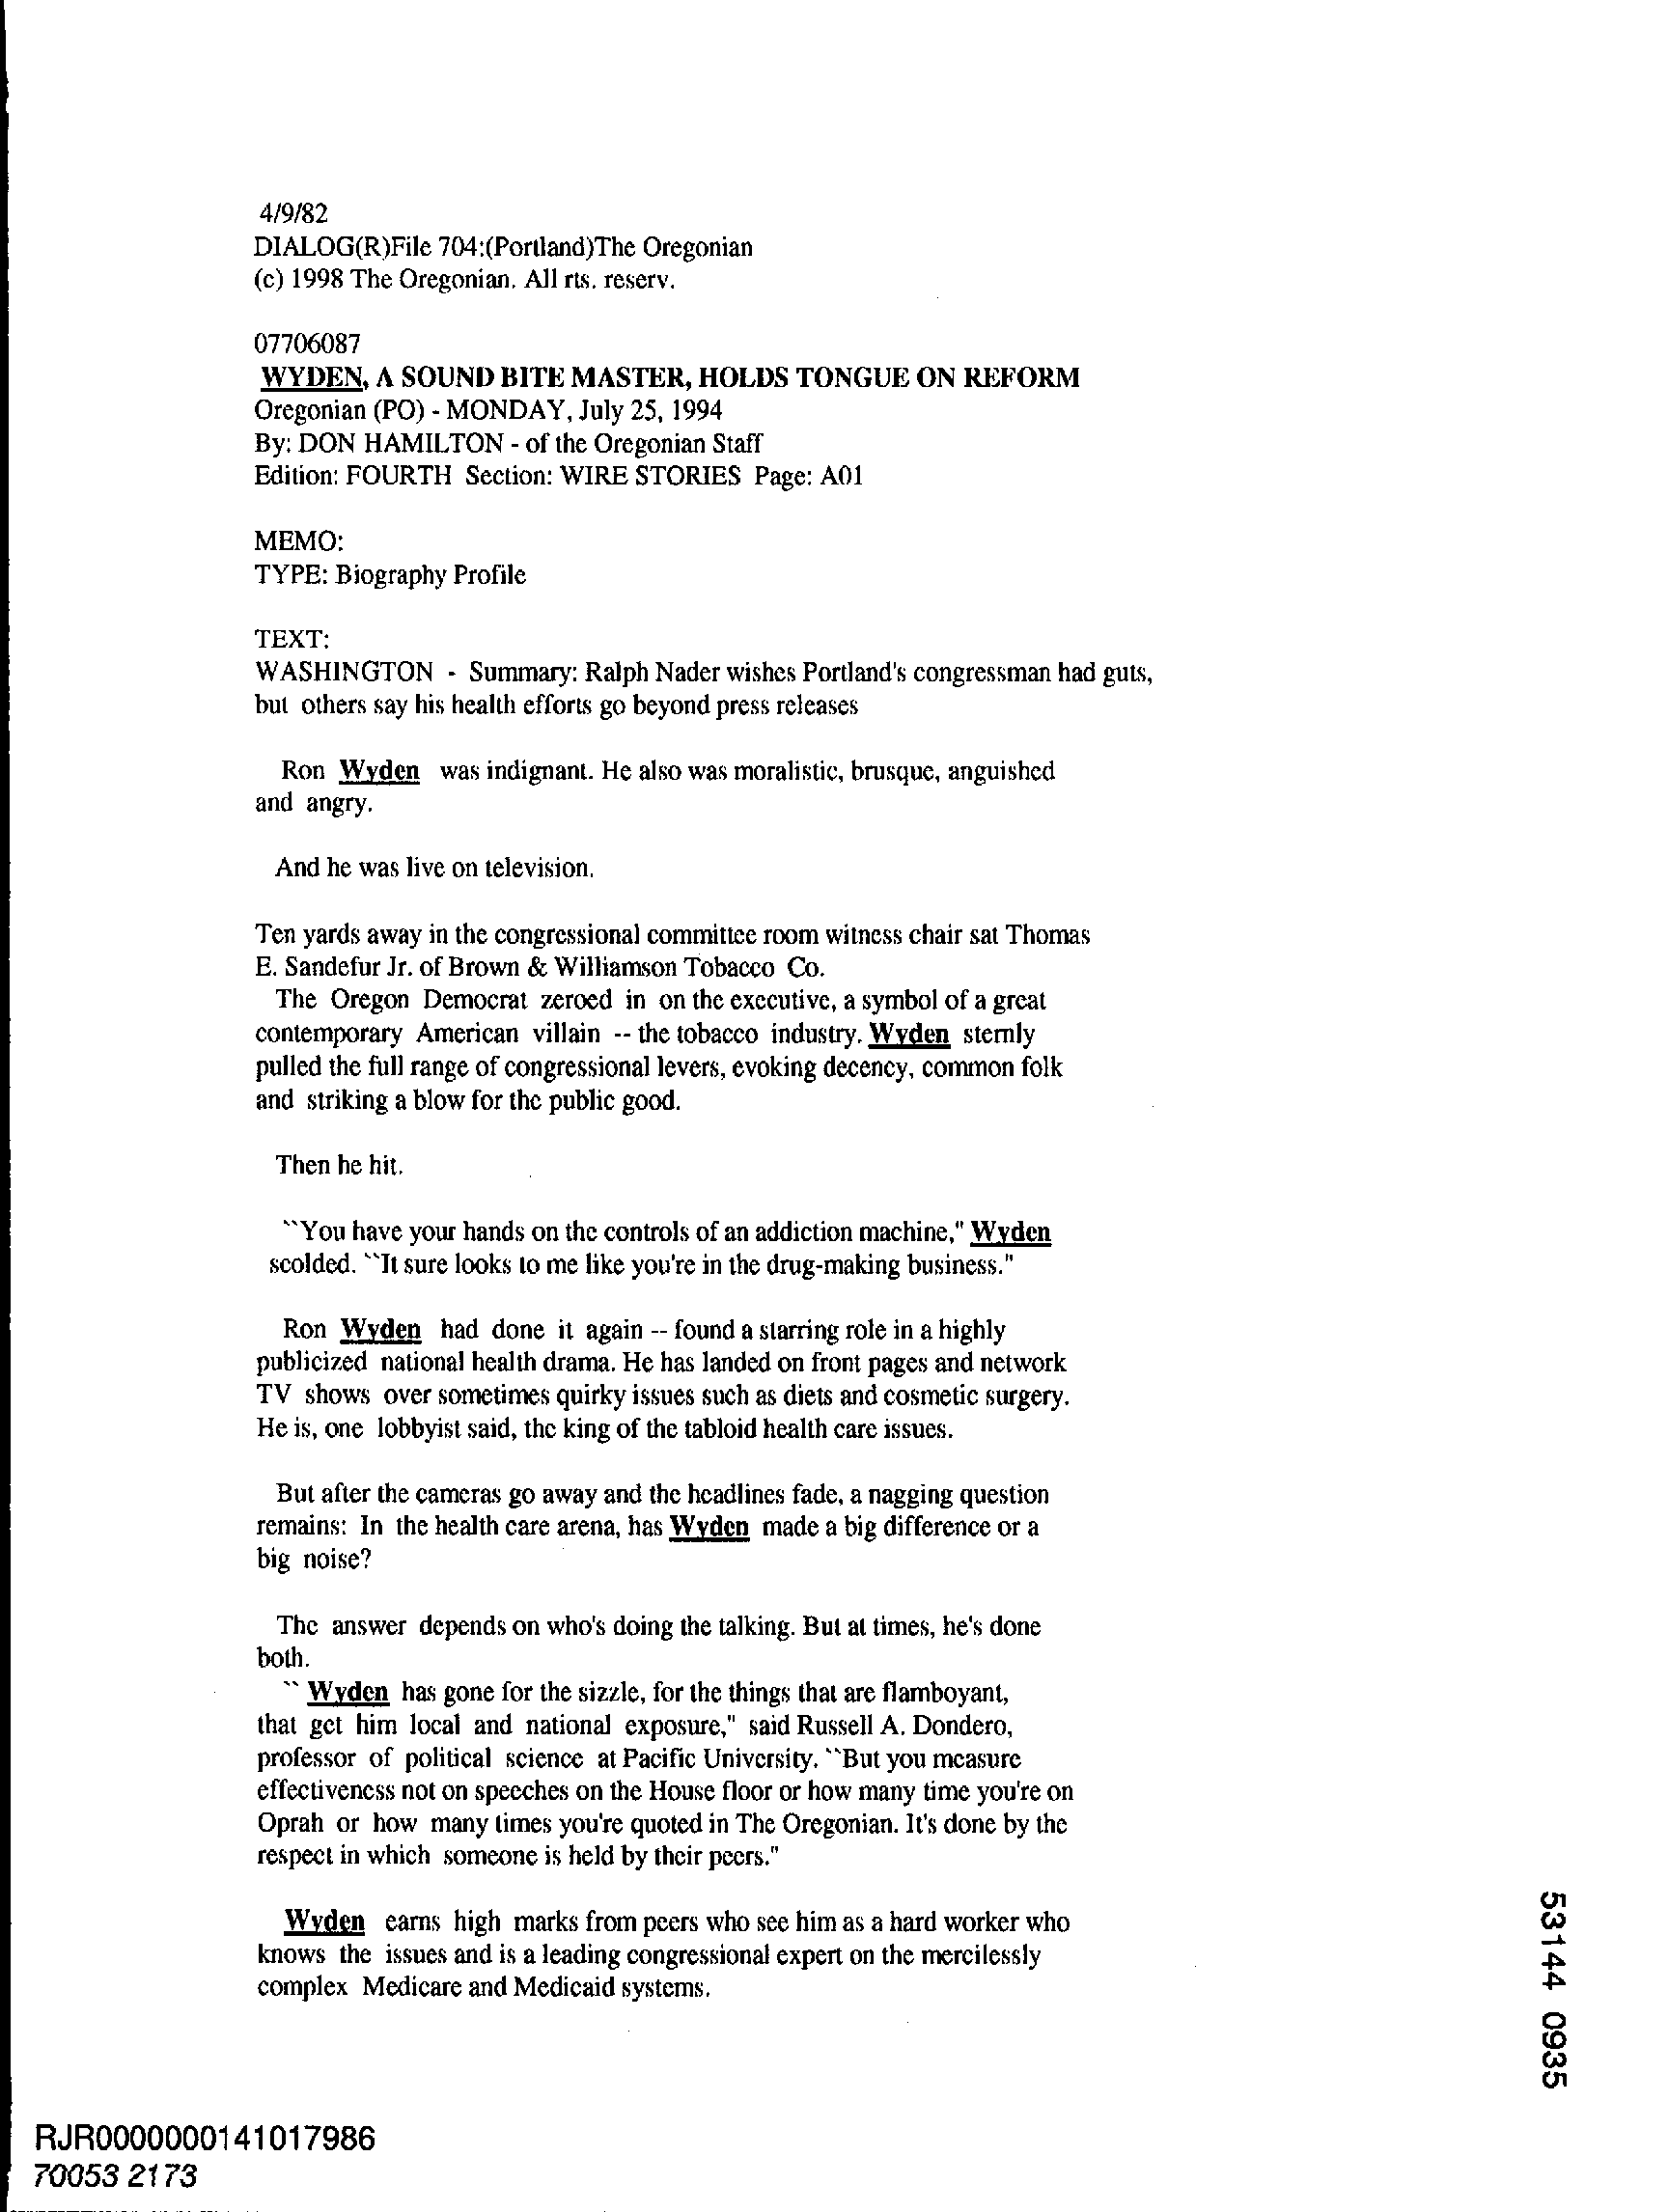 4/9/82
DIALOG(R)File 704:(Portland)The Oregonian
(c) 1998 The Oregonian. All rts. reserv.
07706087
WYDEN, A SOUND BITE MASTER, HOLDS TONGUE ON REFORM
Oregonian (PO) - MONDAY, July 25, 1994
By: DON HAMILTON - of the Oregonian Staff
Edition: FOURTH Section: WIRE STORIES Page: A01
MEMO:
TYPE: Biography Profile
TEXT:
WASHINGTON - Summary: Ralph Nader wishes Portland's congressman had guts,
but others say his health efforts go beyond press releases
Ron Wyden was indignant. He also was moralistic, brusque, anguished
and angry.
And he was live on television.
Ten yards away in the congressional committee room witness chair sat Thomas
E. Sandefur Jr. of Brown & Williamson Tobacco Co.
The Oregon Democrat zeroed in on the executive, a symbol of a great
contemporary American villain -- the tobacco industry. Wyden sternly
pulled the full range of congressional levers, evoking decency, common folk
and striking a blow for the public good.
Then he hit.
``You have your hands on the controls of an addiction machine," Wyden
scolded. ``It sure looks to me like you're in the drug-making business."
Ron Wyden had done it again -- found a starring role in a highly
publicized national health drama. He has landed on front pages and network
TV shows over sometimes quirky issues such as diets and cosmetic surgery.
He is, one lobbyist said, the king of the tabloid health care issues.
But after the cameras go away and the headlines fade, a nagging question
remains: In the health care arena, has Wyden made a big difference or a
big noise?
The answer depends on who's doing the talking. But at times, he's done
both.
`` Wyden has gone for the sizzle, for the things that are flamboyant,
that get him local and national exposure," said Russell A. Dondero,
professor of political science at Pacific University. ``But you measure
effectiveness not on speeches on the House floor or how many time you're on
Oprah or how many times you're quoted in The Oregonian. It's done by the
respect in which someone is held by their peers."
Wyden earns high marks from peers who see him as a hard worker who
knows the issues and is a leading congressional expert on the mercilessly
complex Medicare and Medicaid systems.
53144 0935
RJR0000000141017986
70053 2173